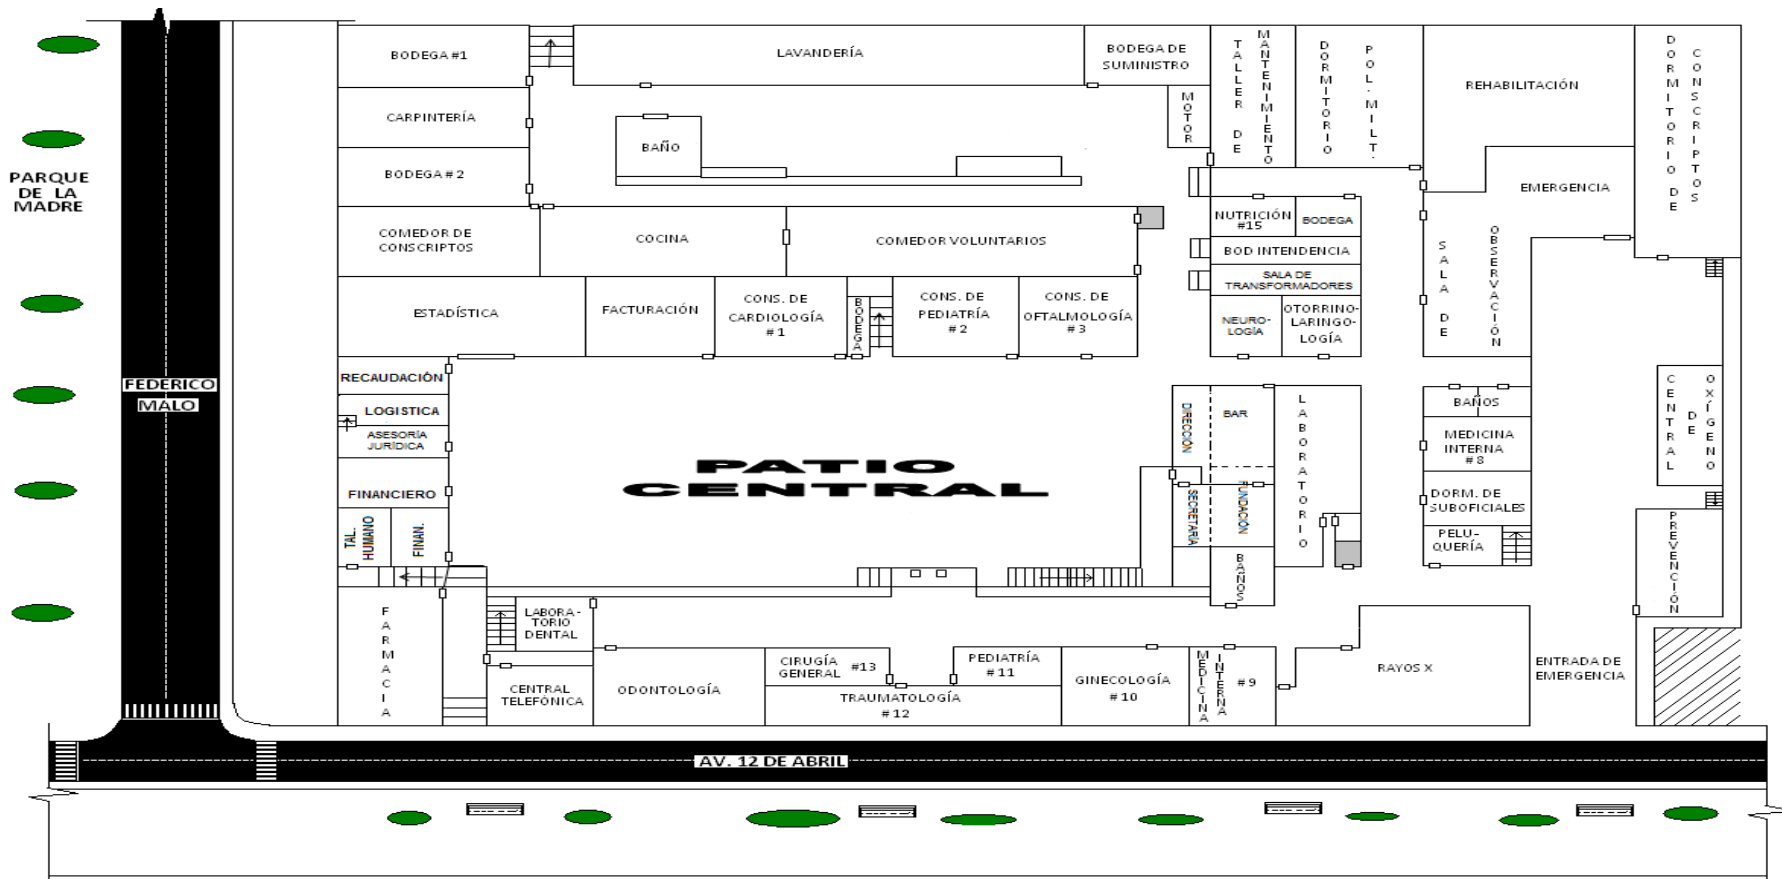 BODEGA #1
LAVANDERÍA
BODEGA DE
SUMINISTRO
TALLER DE
MANTENIMIENTO
DORMITORIO
POL. MILT.
REHABILITACIÓN
DORMITORIO DE
CONSCRIPTOS
CARPINTERÍA
MOTOR
BAÑO
PARQUE
DE LA
MADRE
BODEGA # 2
EMERGENCIA
NUTRICIÓN
#15
BODEGA
COMEDOR DE
CONSCRIPTOS
COCINA
COMEDOR VOLUNTARIOS
BOD INTENDENCIA
SALA DE
OBSERVACIÓN
SALA DE
TRANSFORMADORES
ESTADÍSTICA
FACTURACIÓN
CONS. DE
CARDIOLOGÍA
# 1
BODEGA
CONS. DE
PEDIATRÍA
# 2
CONS. DE
OFTALMOLOGÍA
# 3
NEURO-
LOGÍA
OTORRINO-
LARINGO-
LOGÍA
RECAUDACIÓN
FEDERICO
MALO
LOGISTICA
ASESORÍA
JURÍDICA
DIRECCIÓN
BAR
LABORATORIO
BAÑOS
CENTRAL
DE
OXÍGENO
MEDICINA
INTERNA
# 8
PATIO
CENTRAL
FINANCIERO
SECRETARÍA
FUNDACIÓN
DORM. DE
SUBOFICIALES
TAL.
HUMANO
FINAN.
PELU-
QUERÍA
PREVENCIÓN
BAÑOS
FARMACIA
LABORA-
TORIO
DENTAL
CENTRAL
TELEFÓNICA
ODONTOLOGÍA
CIRUGÍA
GENERAL #13
PEDIATRÍA
# 11
TRAUMATOLOGÍA
# 12
GINECOLOGÍA
# 10
MEDICINA
INTERNA
# 9
RAYOS X
ENTRADA DE
EMERGENCIA
AV. 12 DE ABRIL